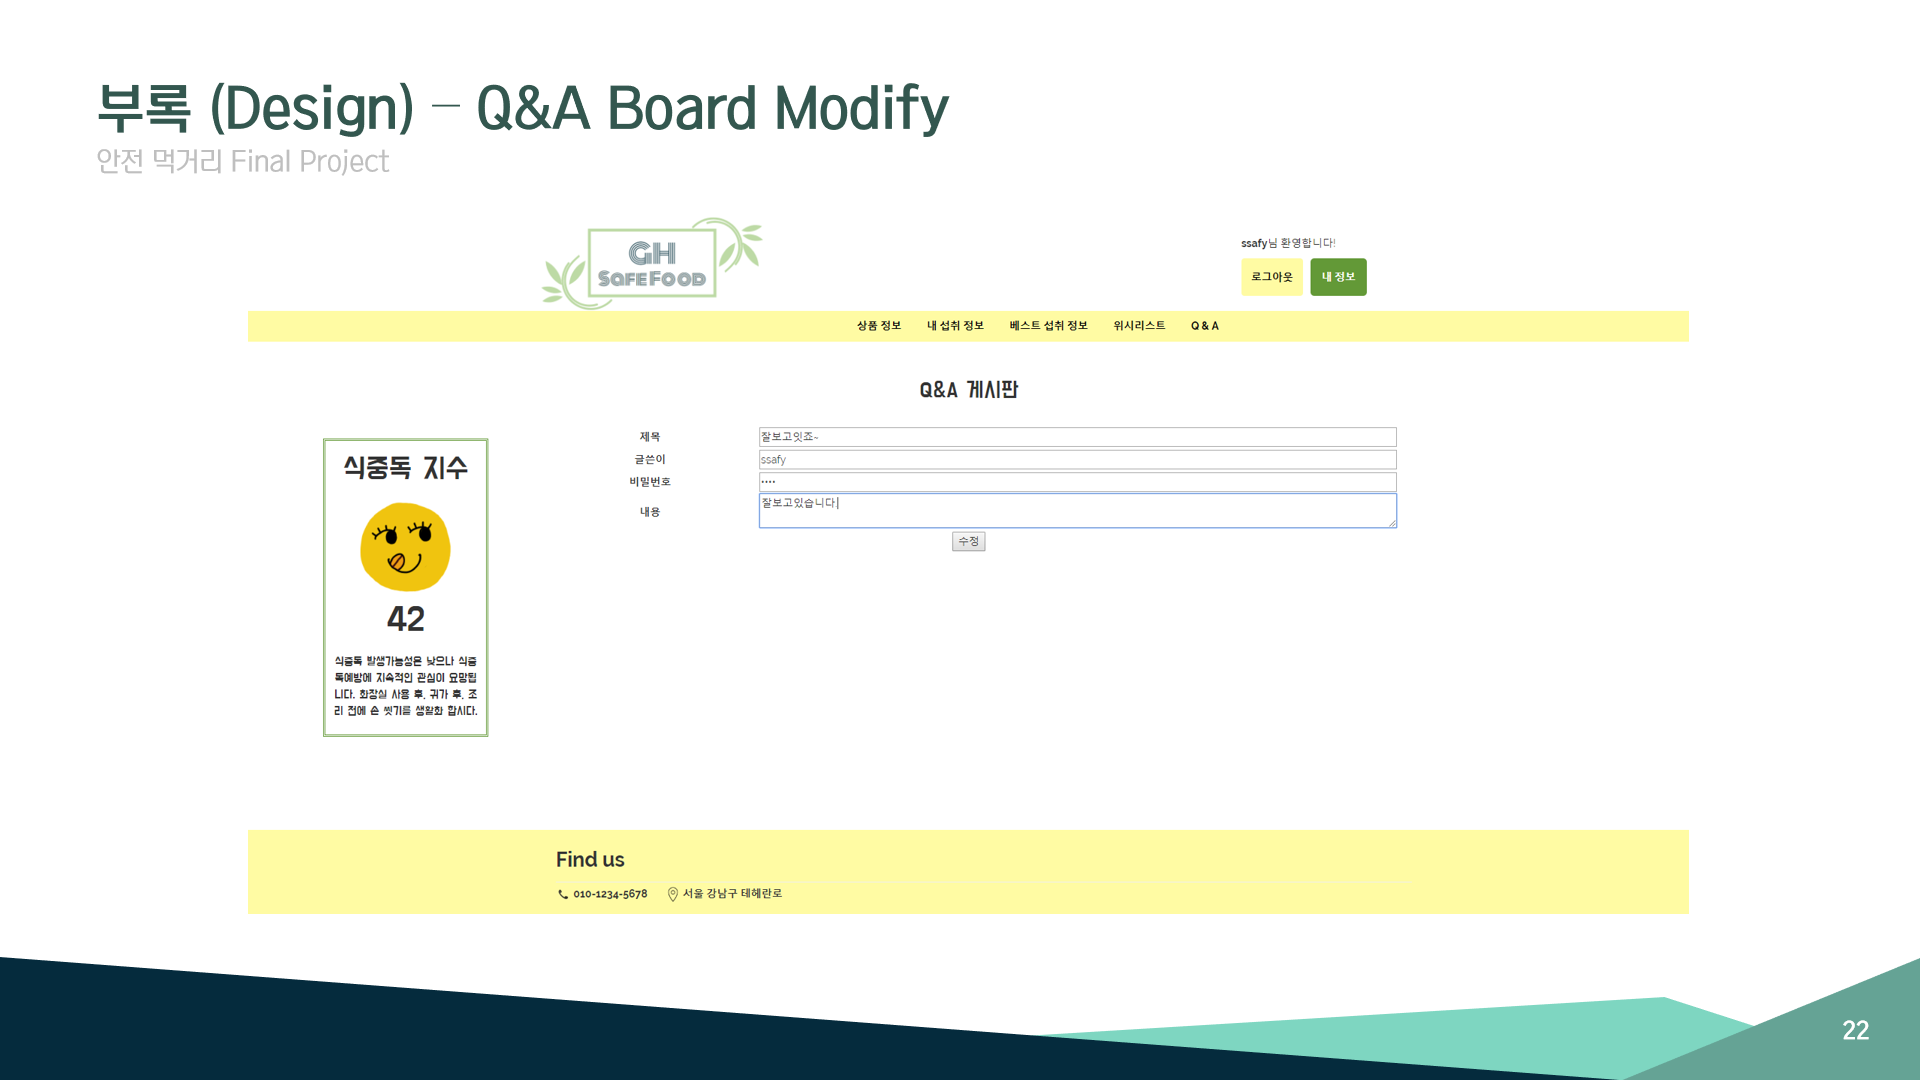 부록 (Design) – Q&A Board Modify
안전 먹거리 Final Project
GH
SAFE FOOD
ssafy님 환영합니다!
로그아웃 내 정보
상품 정보 내 섭취 정보 베스트 섭취 정보 위시리스트 Q & A
Q&A 게시판
제목 잘보고잇죠~
글쓴이 ssafy
비밀번호 ····
내용 잘보고있습니다
수정
식중독 지수
42
식중독 발생가능성은 낮으나 식중
독예방에 지속적인 관심이 요망됩
니다. 화장실 사용 후, 귀가 후, 조
리 전에 손 씻기를 생활화 합시다.
Find us
010-1234-5678 서울 강남구 테헤란로
22